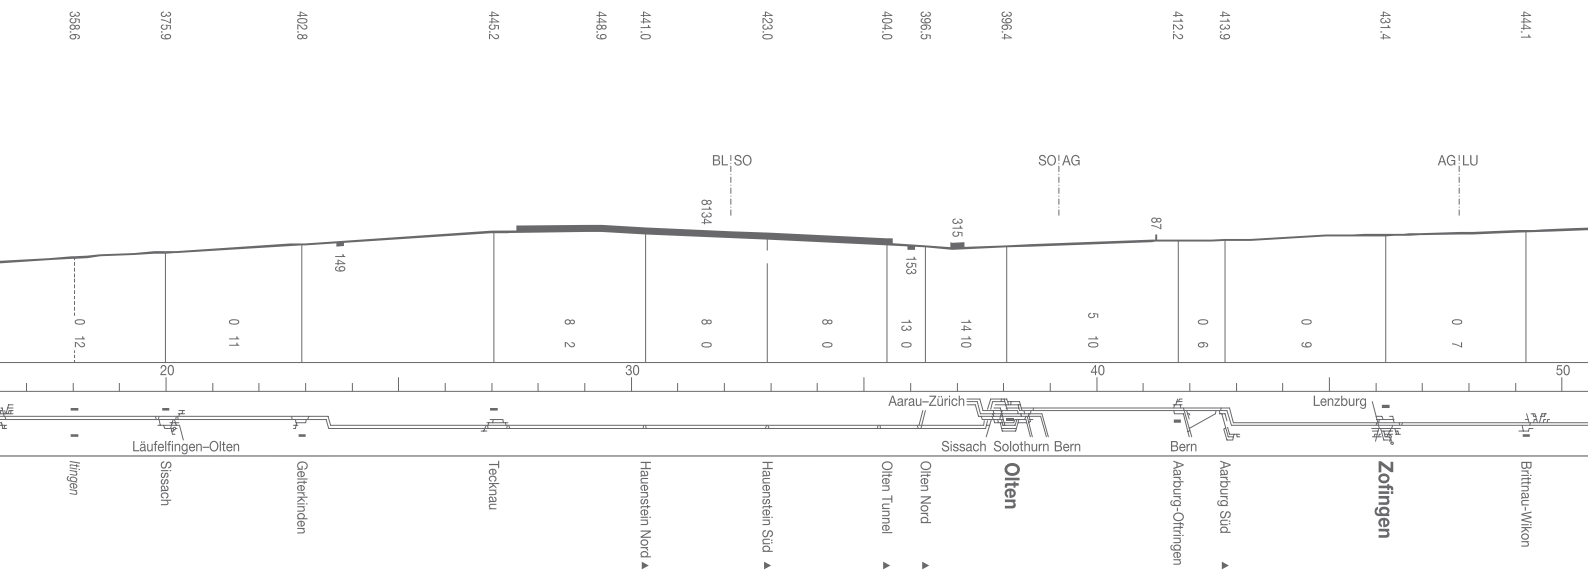 358.6
375.9
402.8
445.2
448.9
441.0
423.0
404.0
396.5
396.4
412.2
413.9
431.4
444.1
BL SO
SO AG
AG LU
8134
315
87
149
153
0 12
0 11
8 2
8 0
8 0
13 0
14 10
5 10
0 6
0 9
0 7
20
30
40
50
Aarau–Zürich
Lenzburg
Läufelfingen–Olten
Sissach
Solothurn
Bern
Bern
Itingen
Sissach
Gelterkinden
Tecknau
Hauenstein Nord
Hauenstein Süd
Olten Tunnel
Olten Nord
Olten
Aarburg-Oftringen
Aarburg Süd
Zofingen
Brittnau-Wikon